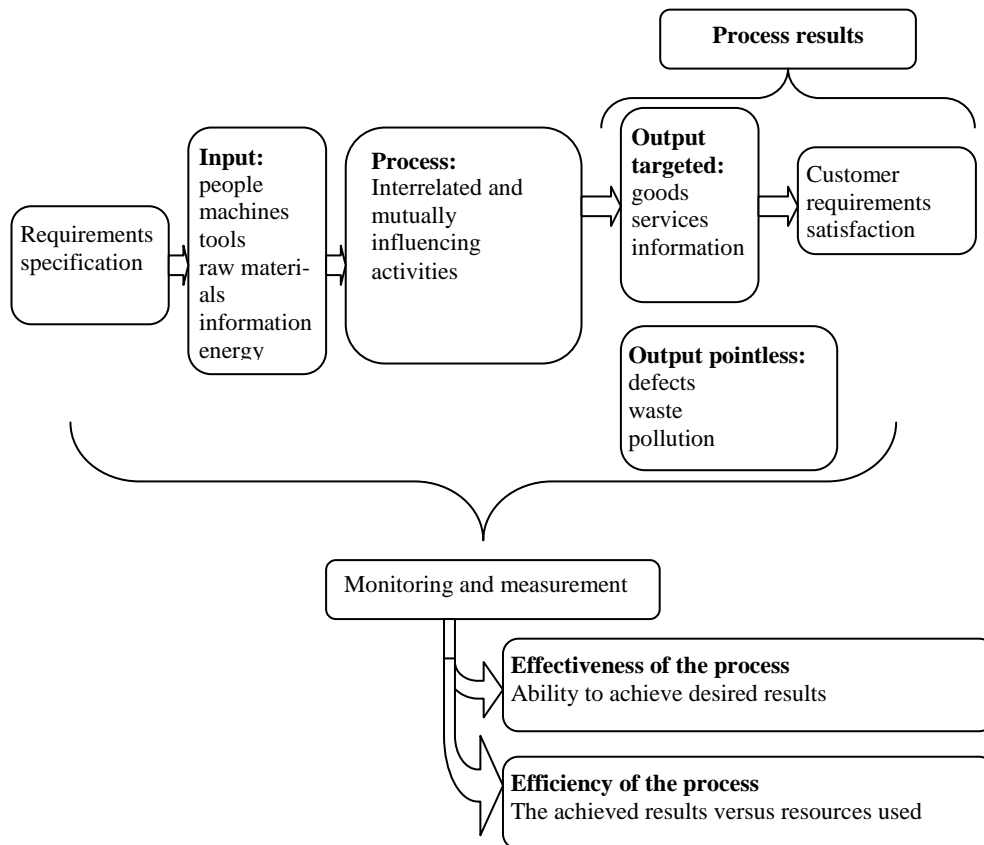 Process results
Requirements
specification
Input:
people
machines
tools
raw materi-
als
information
energy
Process:
Interrelated and
mutually
influencing
activities
Output
targeted:
goods
services
information
Customer
requirements
satisfaction
Output pointless:
defects
waste
pollution
Monitoring and measurement
Effectiveness of the process
Ability to achieve desired results
Efficiency of the process
The achieved results versus resources used